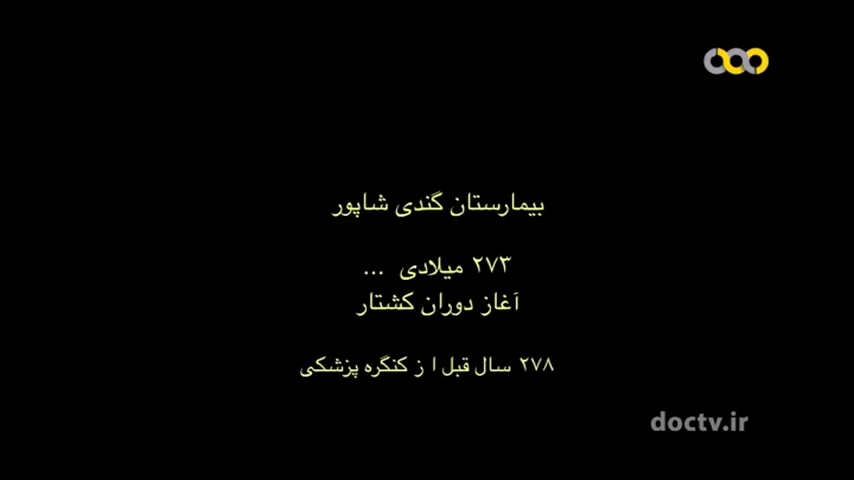 بیمارستان گندی شاپور
۲۷۳ میلادی ...
آغاز دوران کشتار
۲۷۸ سال قبل ا ز کنگره پزشکی
doctv.ir